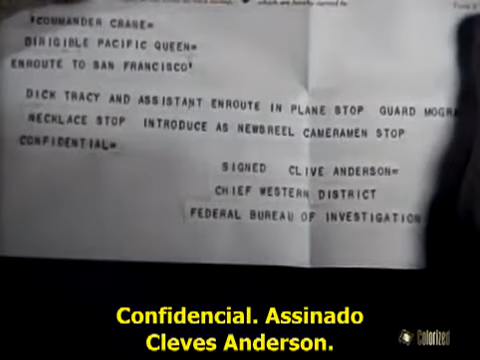 "COMMANDER CRANE=
DIRIGIBLE PACIFIC QUEEN=
ENROUTE TO SAN FRANCISCO"
DICK TRACY AND ASSISTANT ENROUTE IN PLANE STOP GUARD
NECKLACE STOP INTRODUCE AS NEWSREEL CAMERAMEN STOP
CONFIDENTIAL=
SIGNED CLIVE ANDERSON=
CHIEF WESTERN DISTRICT
FEDERAL BUREAU OF INVESTIGATION
Confidencial. Assinado
Cleves Anderson.
Colorized